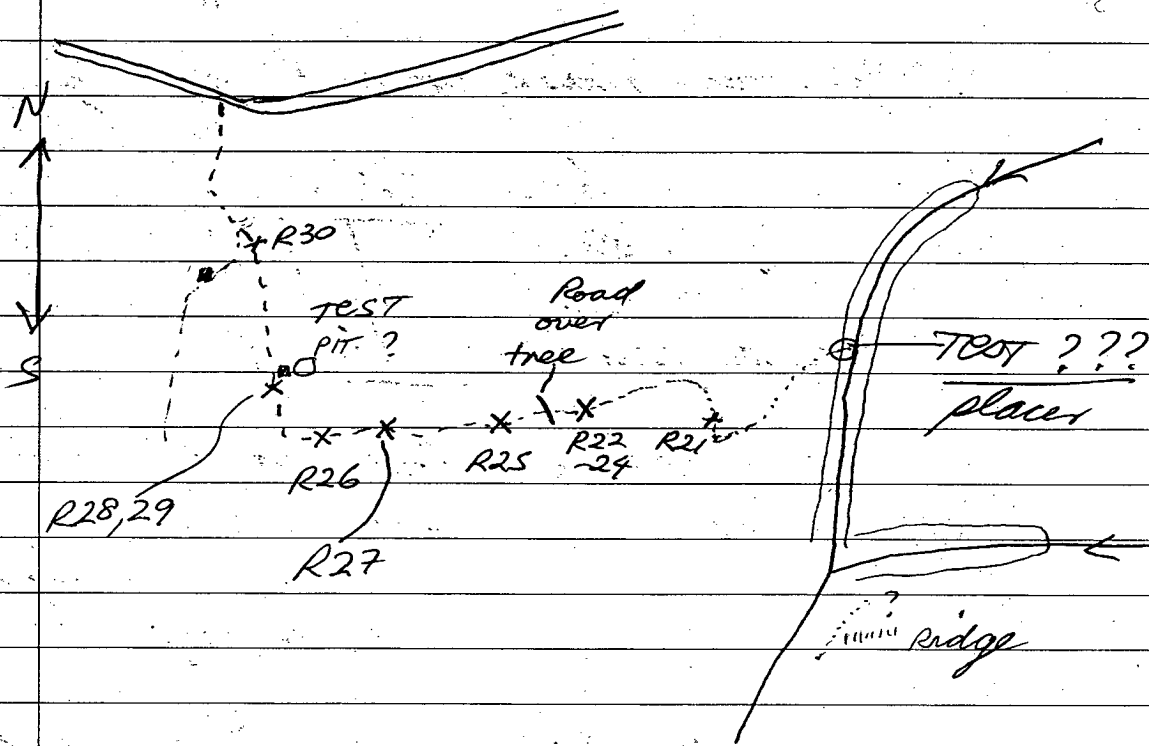 N
S
R30
TEST
PIT ?
Road
over
tree
TEST ???
placer
R22
-24
R21
R25
R26
R28,29
R27
?
Ridge